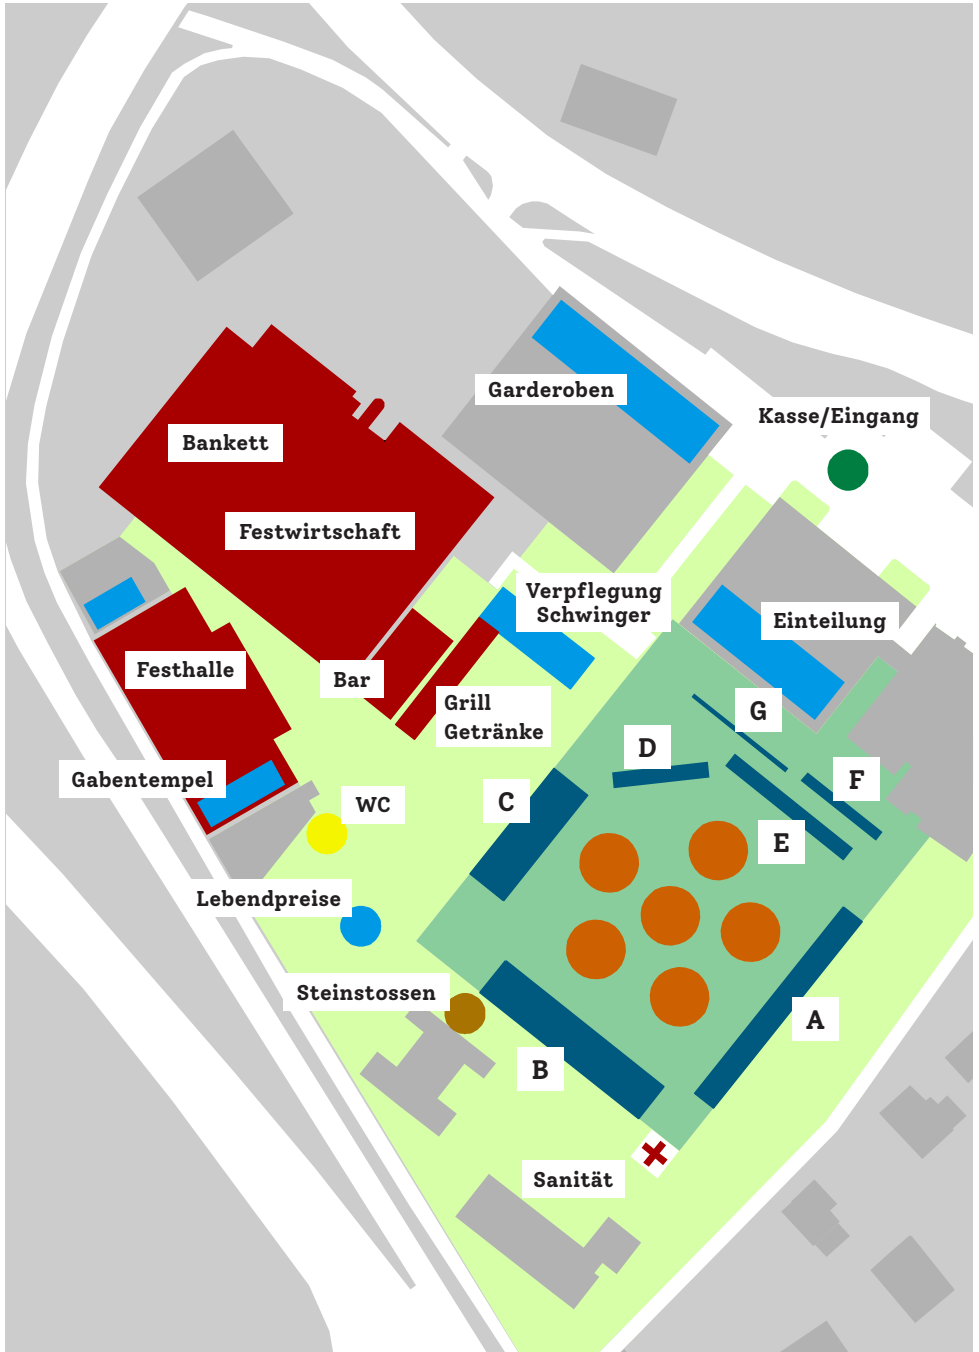 Garderoben
Kasse/Eingang
Bankett
Festwirtschaft
Verpflegung
Schwinger
Einteilung
Festhalle
Bar
Grill
Getränke
G
D
F
Gabentempel
C
WC
E
Lebendpreise
Steinstossen
A
B
Sanität